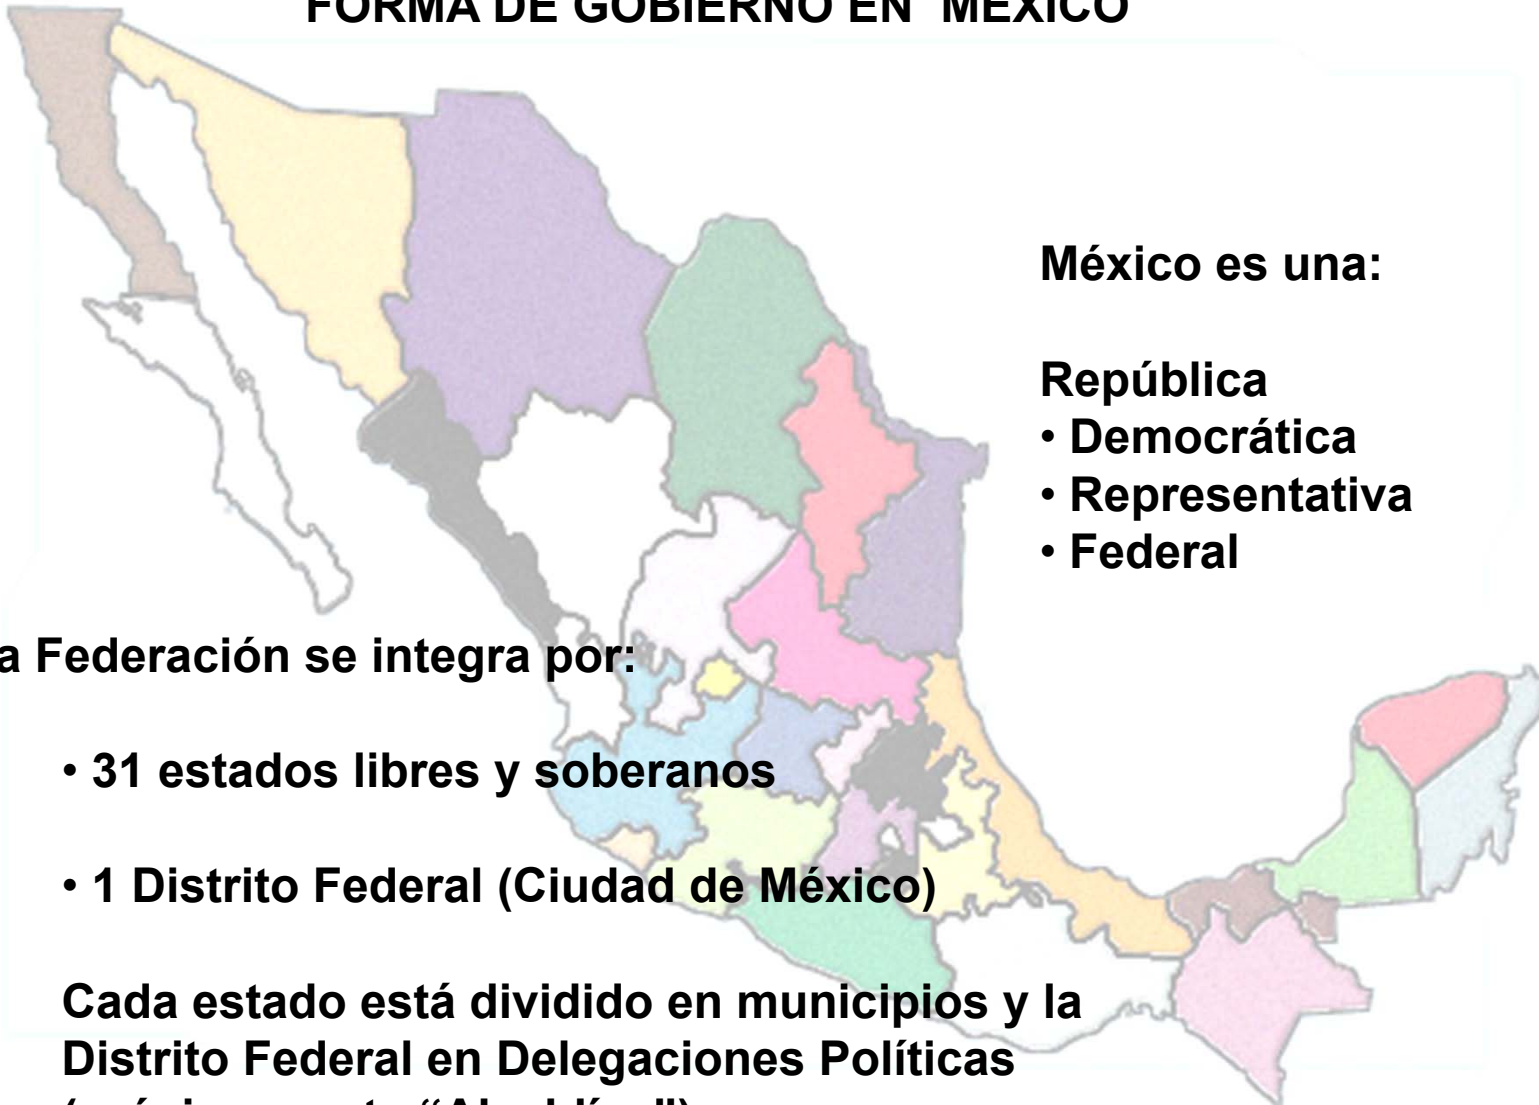 FORMA DE GOBIERNO EN MÉXICO
México es una:
República
• Democrática
• Representativa
• Federal
a Federación se integra por:
• 31 estados libres y soberanos
• 1 Distrito Federal (Ciudad de México)
Cada estado está dividido en municipios y la
Distrito Federal en Delegaciones Políticas